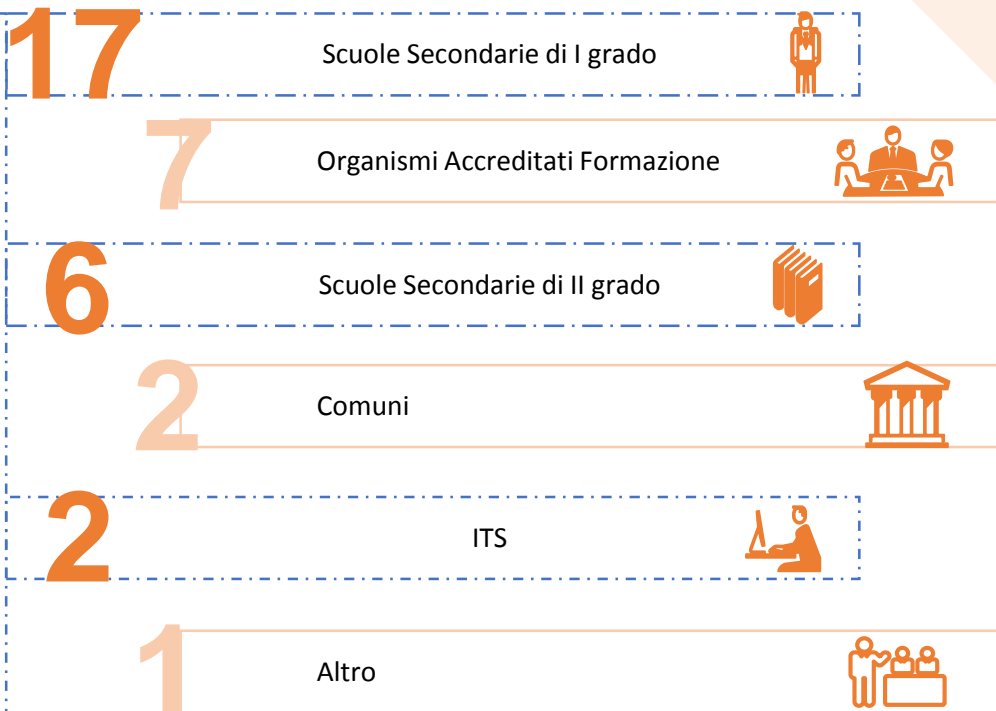 17
Scuole Secondarie di I grado
7
Organismi Accreditati Formazione
6
Scuole Secondarie di II grado
2
Comuni
2
ITS
1
Altro